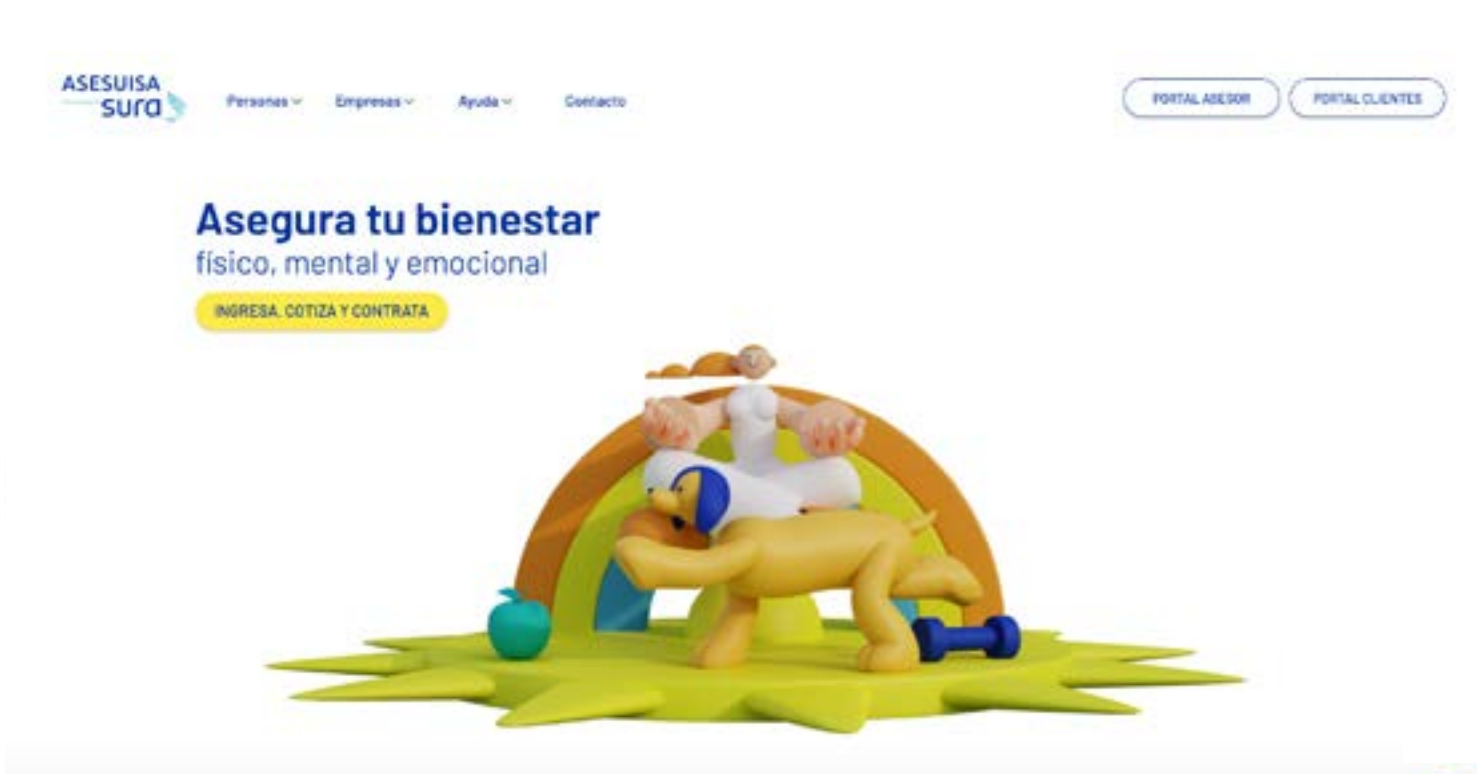 ASESUISA
sura
Personas
Empresas
Ayuda
Contacto
PORTAL ASESOR
PORTAL CLIENTES
Asegura tu bienestar
físico, mental y emocional
INGRESA, COTIZA Y CONTRATA